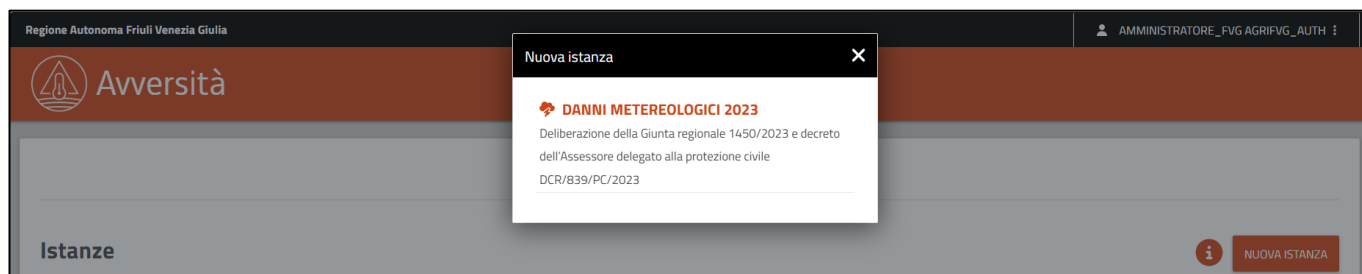 Regione Autonoma Friuli Venezia Giulia
AMMINISTRATORE_FVG AGRIFVG_AUTH
Avversità
Nuova istanza
DANNI METEREOLOGICI 2023
Deliberazione della Giunta regionale 1450/2023 e decreto
dell'Assessore delegato alla protezione civile
DCR/839/PC/2023
Istanze
NUOVA ISTANZA